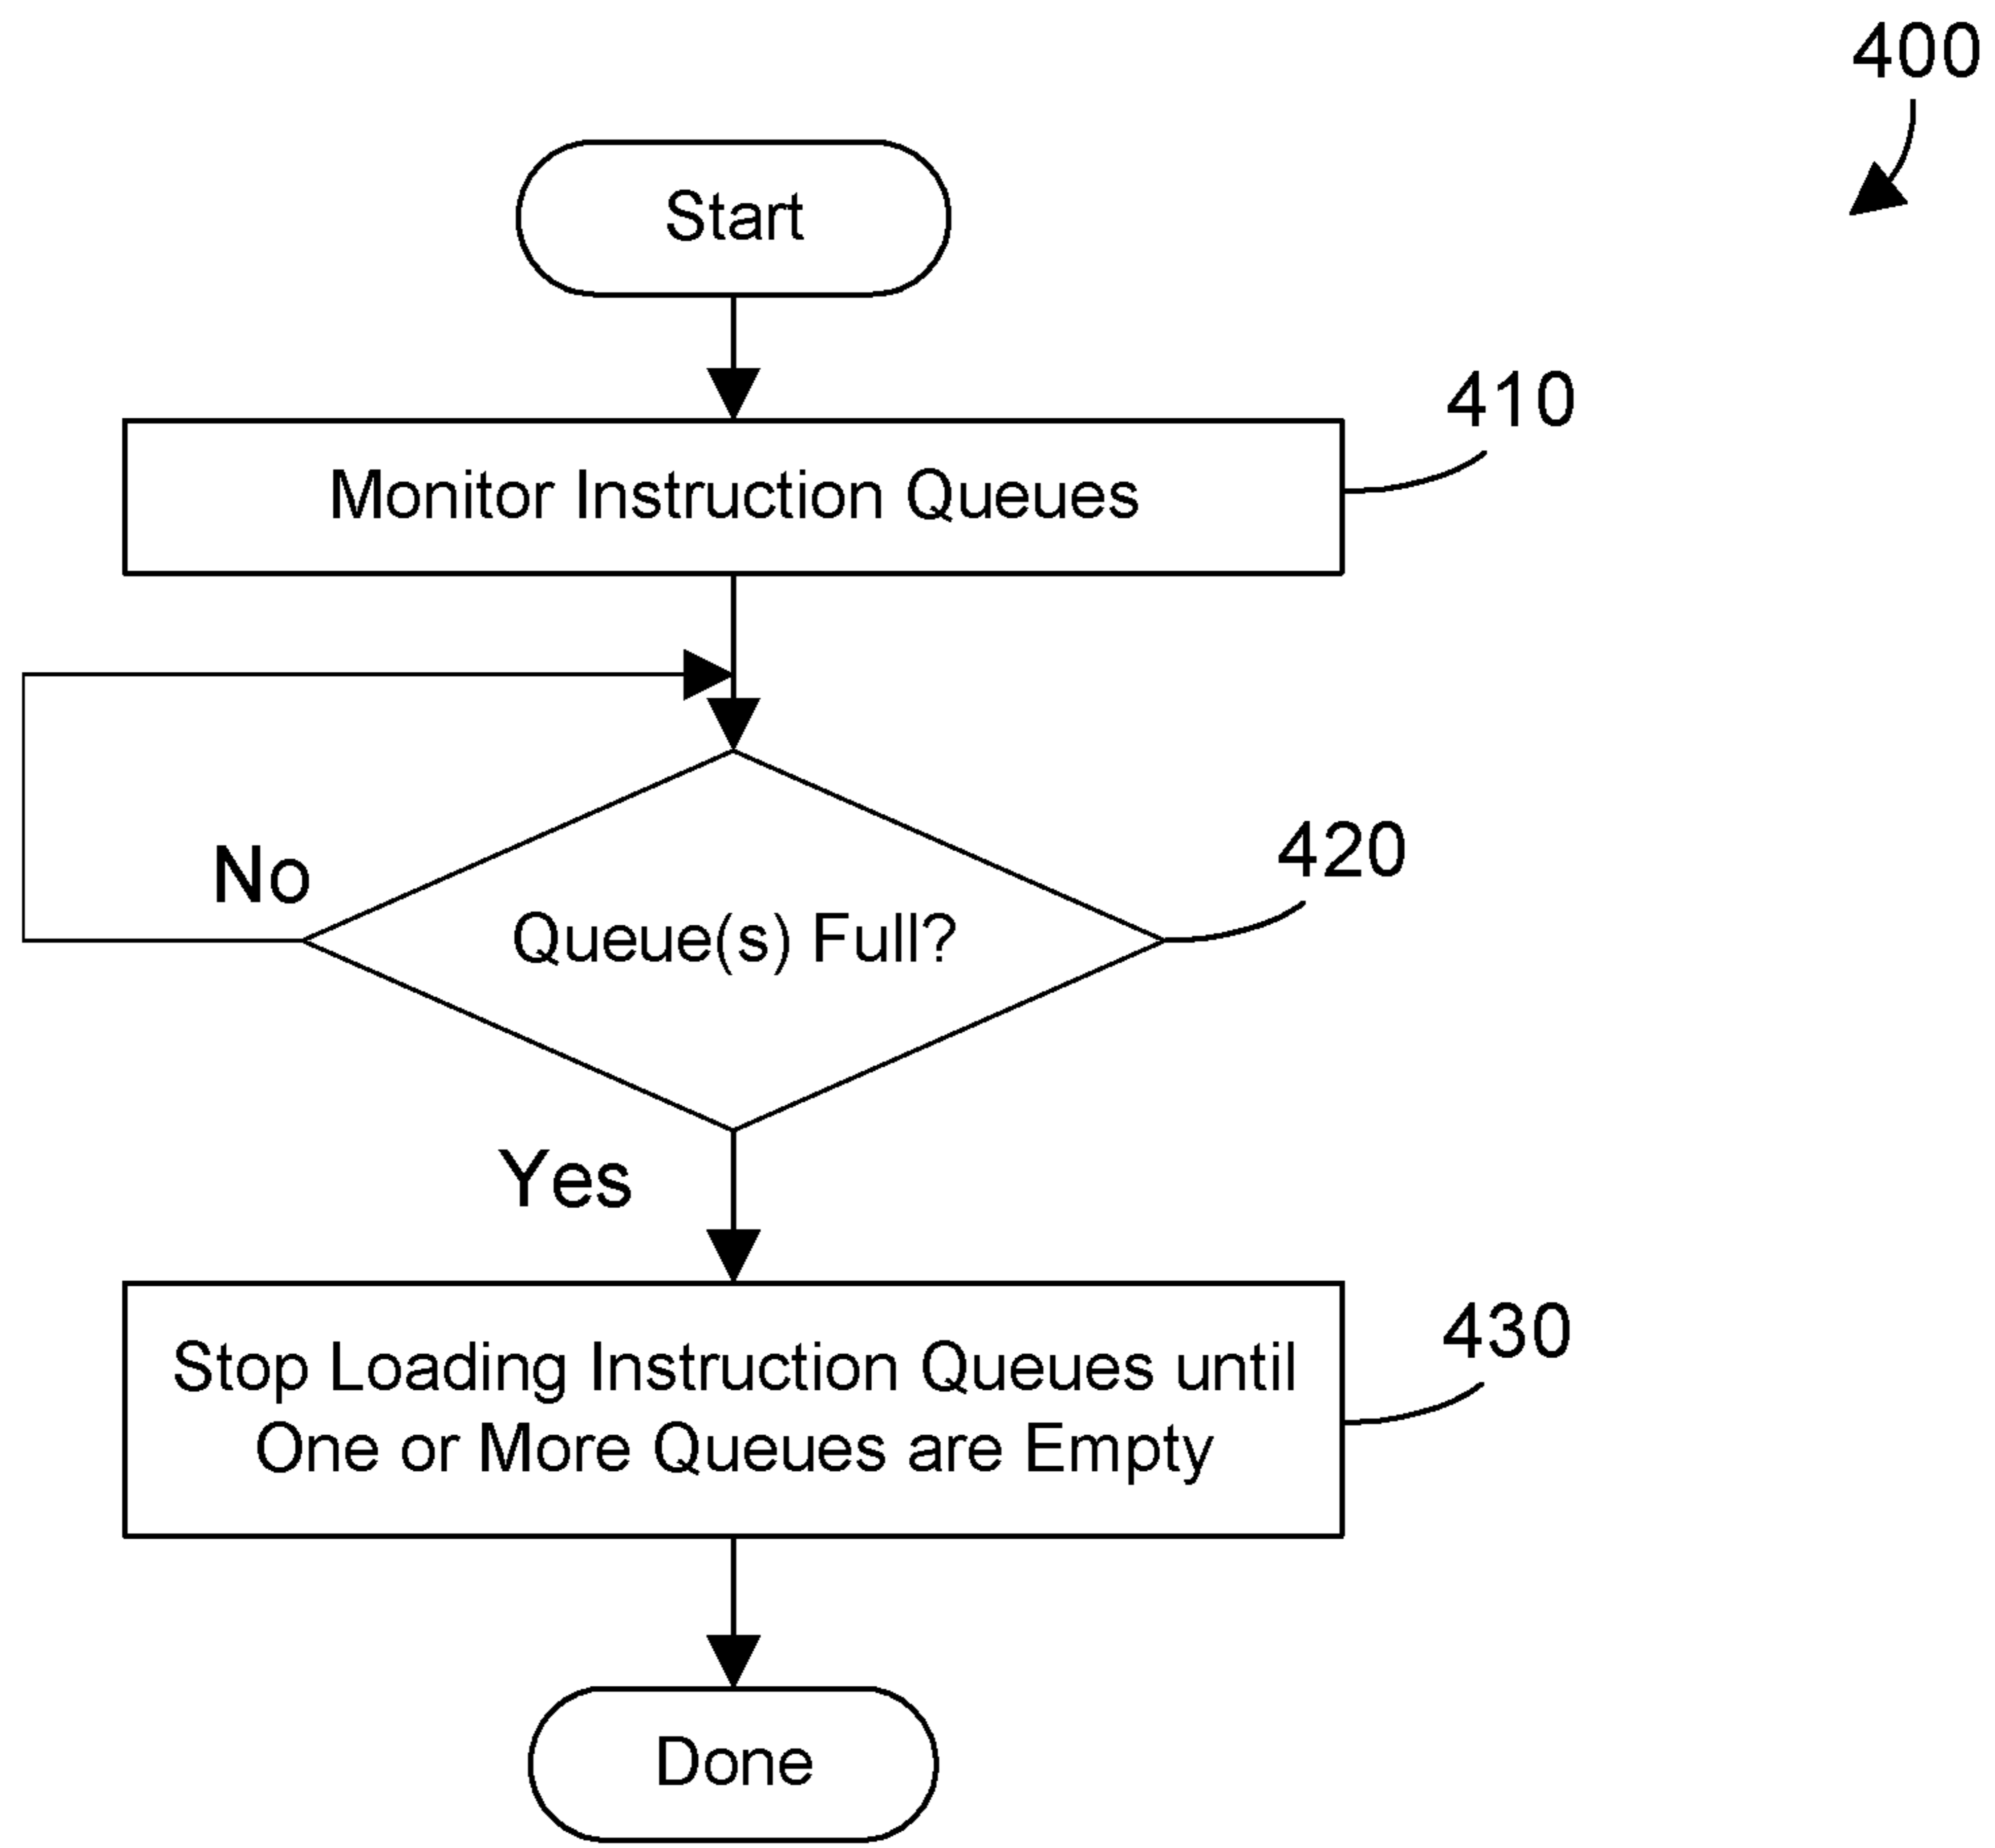 400
Start
410
Monitor Instruction Queues
No
420
Queue(s) Full?
Yes
430
Stop Loading Instruction Queues until
One or More Queues are Empty
Done